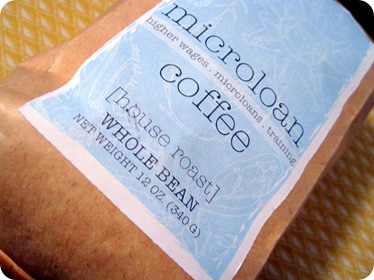 microloan
higher wages . microloans . training
coffee
[house roast]
WHOLE BEAN
NET WEIGHT 12 OZ. (340 G)